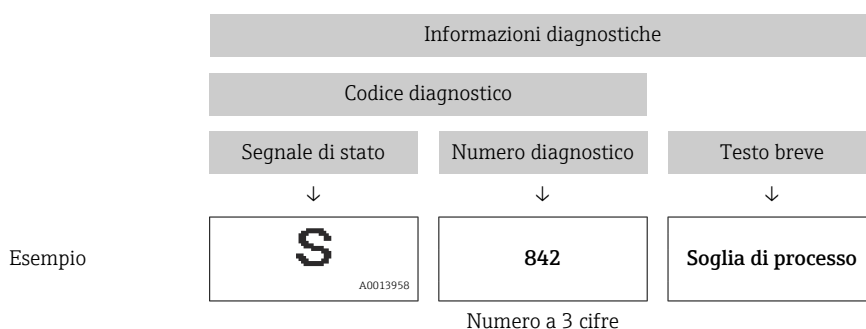 Informazioni diagnostiche
Codice diagnostico
Segnale di stato Numero diagnostico Testo breve
↓ ↓ ↓
Esempio S 842 Soglia di processo
A0013958
Numero a 3 cifre